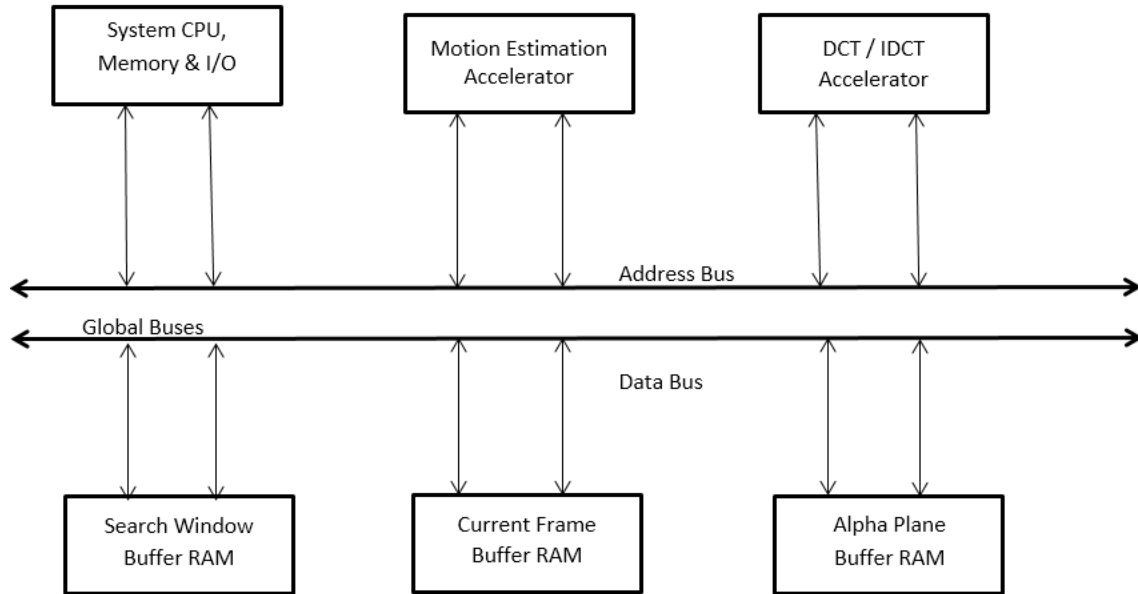 System CPU,
Memory & I/O
Motion Estimation
Accelerator
DCT / IDCT
Accelerator
Address Bus
Global Buses
Data Bus
Search Window
Buffer RAM
Current Frame
Buffer RAM
Alpha Plane
Buffer RAM